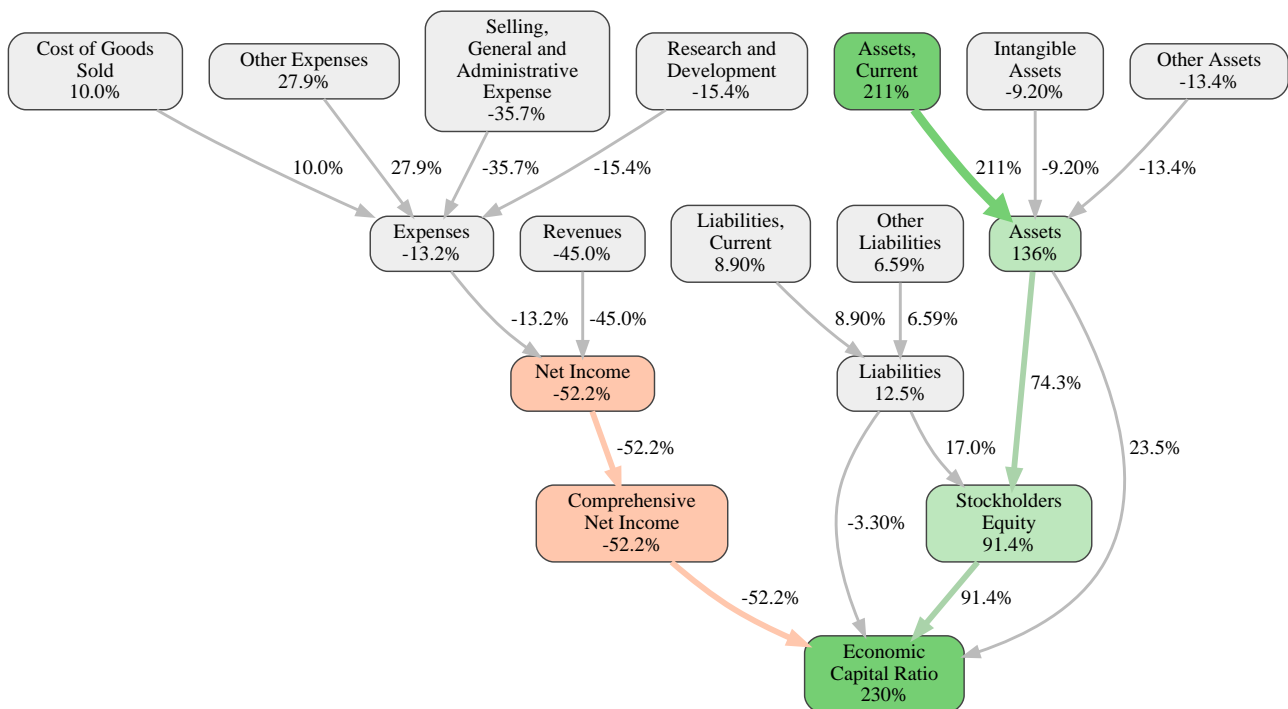 Cost of Goods
Sold
10.0%
Other Expenses
27.9%
Selling,
General and
Administrative
Expense
-35.7%
Research and
Development
-15.4%
Assets,
Current
211%
Intangible
Assets
-9.20%
Other Assets
-13.4%
10.0%
27.9%
-35.7%
-15.4%
211%
-9.20%
-13.4%
Expenses
-13.2%
Revenues
-45.0%
Liabilities,
Current
8.90%
Other
Liabilities
6.59%
Assets
136%
-13.2%
-45.0%
8.90%
6.59%
Net Income
-52.2%
Liabilities
12.5%
74.3%
-52.2%
17.0%
23.5%
Comprehensive
Net Income
-52.2%
-3.30%
Stockholders
Equity
91.4%
-52.2%
91.4%
Economic
Capital Ratio
230%